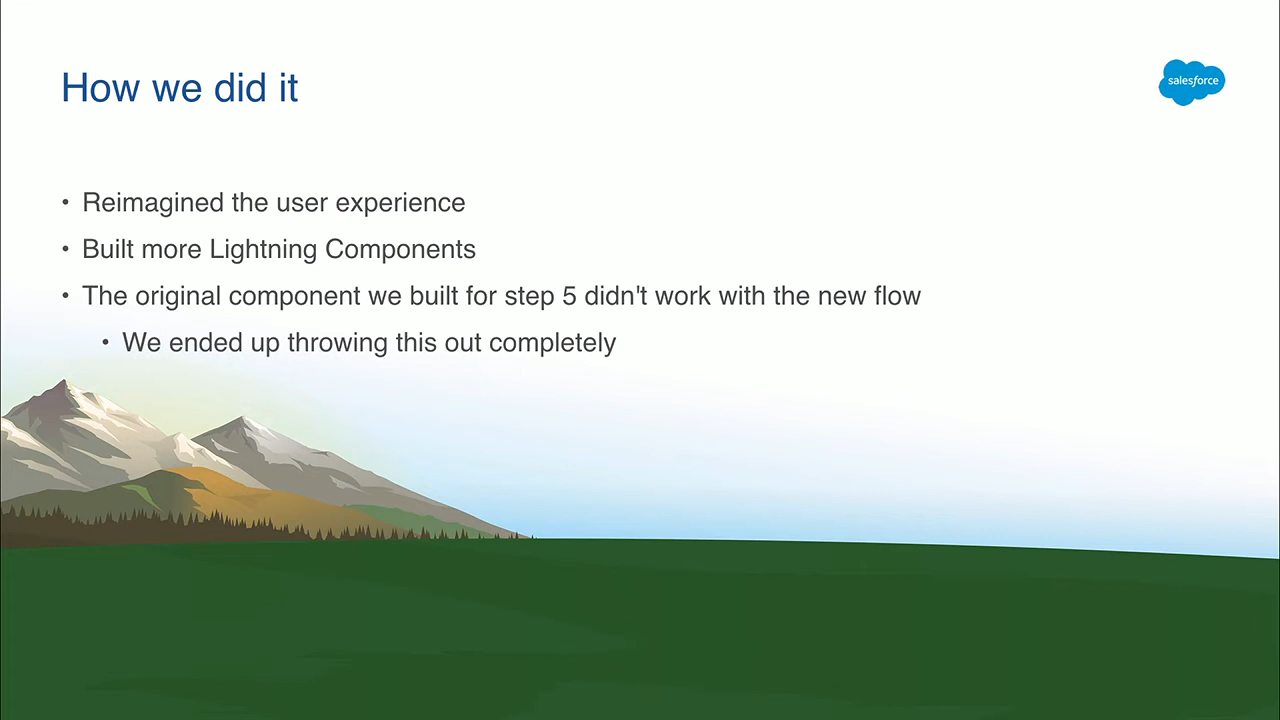 How we did it
salesforce
• Reimagined the user experience
• Built more Lightning Components
• The original component we built for step 5 didn't work with the new flow
• We ended up throwing this out completely